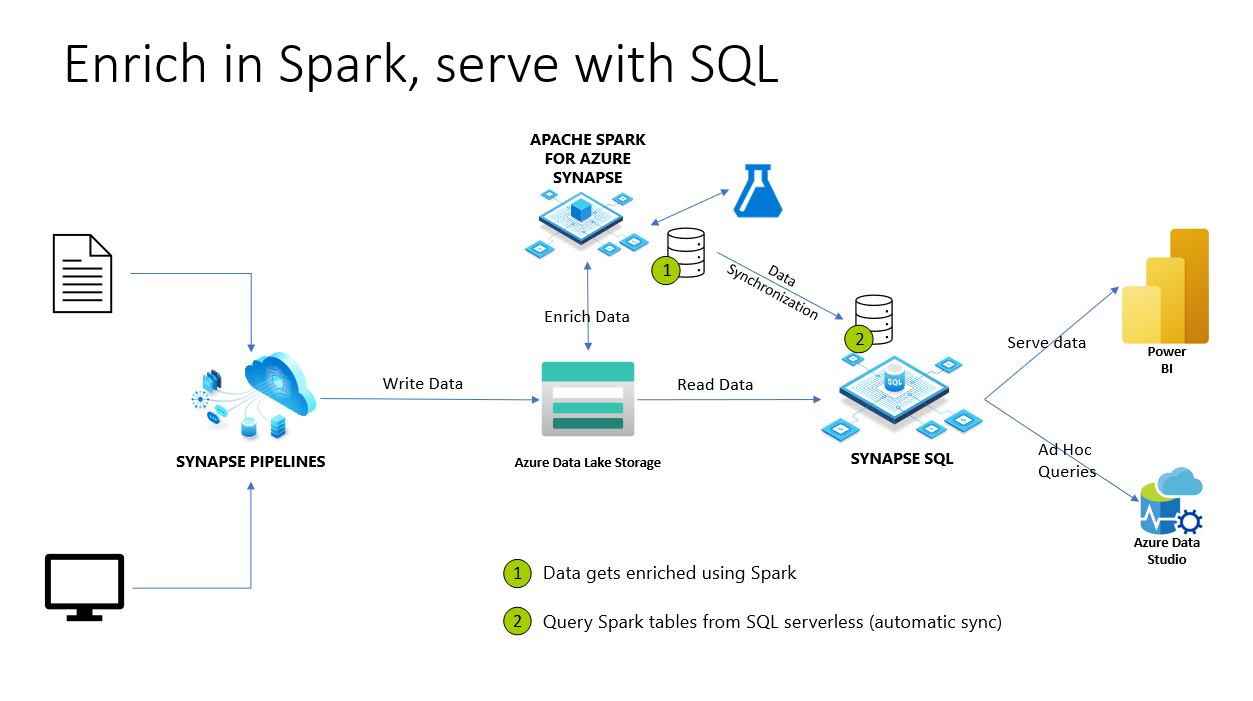 Enrich in Spark, serve with SQL
APACHE SPARK
FOR AZURE
SYNAPSE
1
Data
Synchronization
2
Enrich Data
Write Data
Read Data
Serve data
Power
BI
SQL
SYNAPSE PIPELINES
Azure Data Lake Storage
SYNAPSE SQL
Ad Hoc
Queries
Azure Data
Studio
1 Data gets enriched using Spark
2 Query Spark tables from SQL serverless (automatic sync)